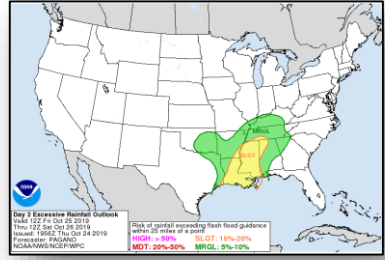 MRGL
SLGT
noaa
Day 2 Excessive Rainfall Outlook
Valid 12Z Fri Oct 25 2019
Thru 12Z Sat Oct 26 2019
Issued: 1956Z Thu Oct 24 2019
Forecaster: PAGANO
NOAA/NWS/NCEP/WPC
Risk of rainfall exceeding flash flood guidance
within 25 miles of a point
HIGH: > 50% SLGT: 10%-20%
MDT: 20%-50% MRGL: 5%-10%